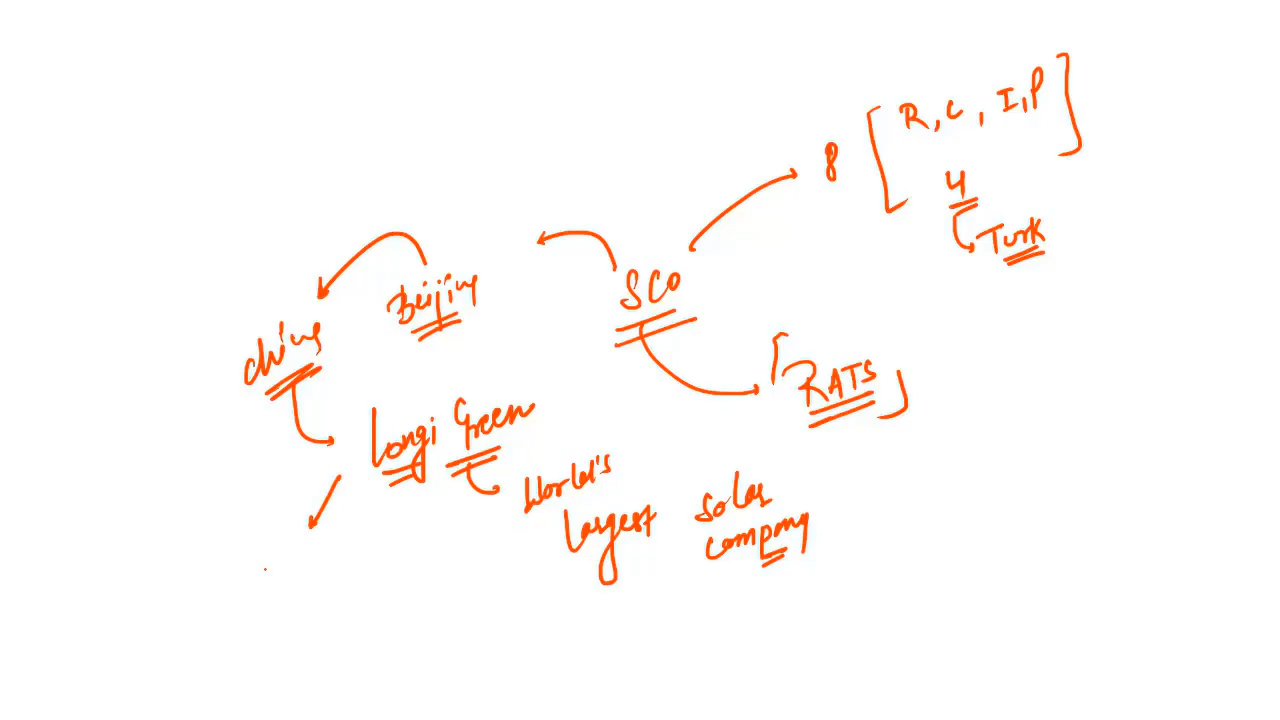 R, C, I, P
8
4
Turk
SCO
Beijing
China
RATS
Longi Green
World's
largest
Solar
company